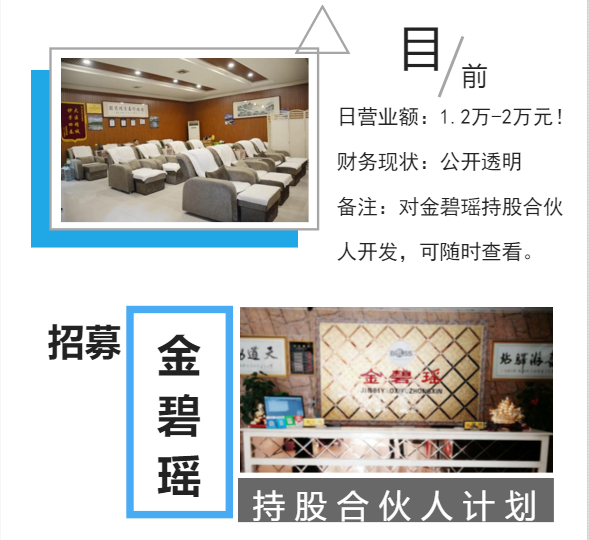 目
前
日营业额：1.2万-2万元！
财务现状：公开透明
备注：对金碧瑶持股合伙
人开发，可随时查看。
招募
金
碧
瑶
金碧瑶
持股合伙人计划